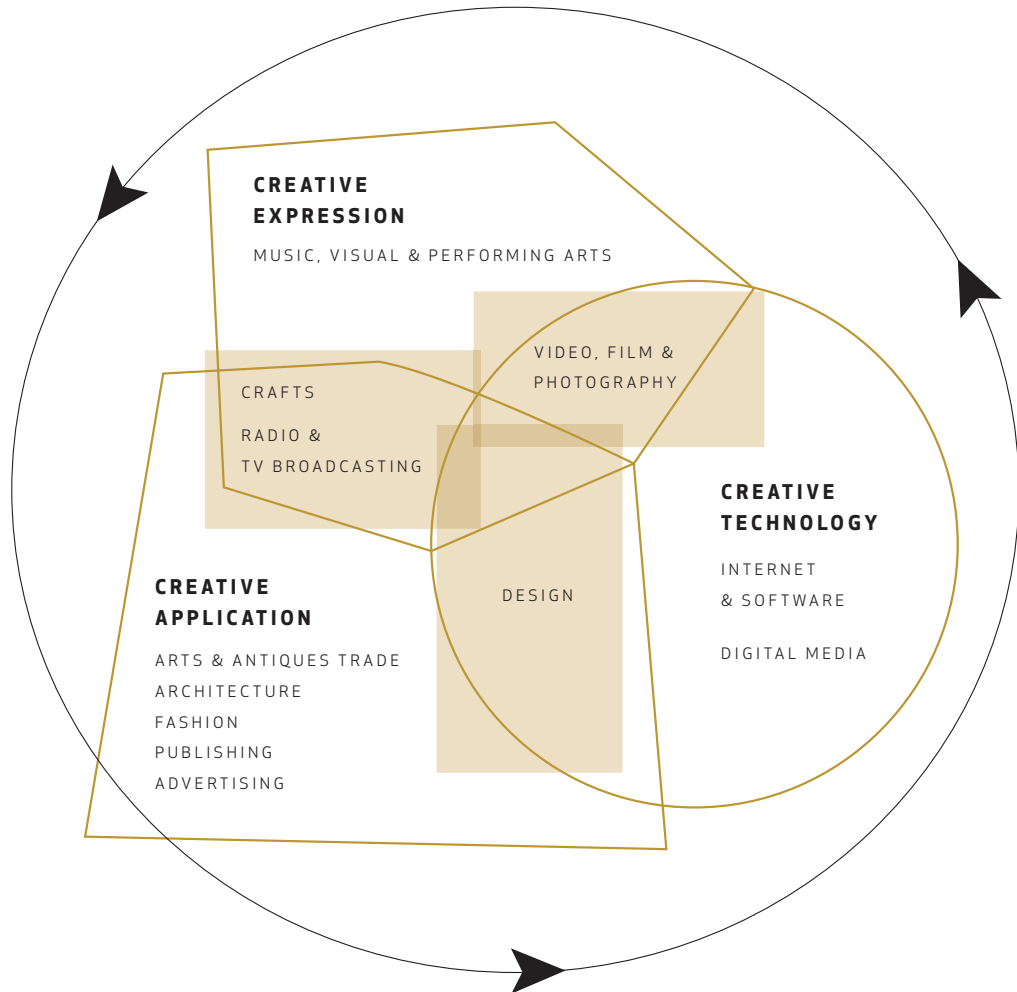 CREATIVE
EXPRESSION
MUSIC, VISUAL & PERFORMING ARTS
VIDEO, FILM &
PHOTOGRAPHY
CRAFTS
RADIO &
TV BROADCASTING
CREATIVE
TECHNOLOGY
INTERNET
& SOFTWARE
DIGITAL MEDIA
DESIGN
CREATIVE
APPLICATION
ARTS & ANTIQUES TRADE
ARCHITECTURE
FASHION
PUBLISHING
ADVERTISING